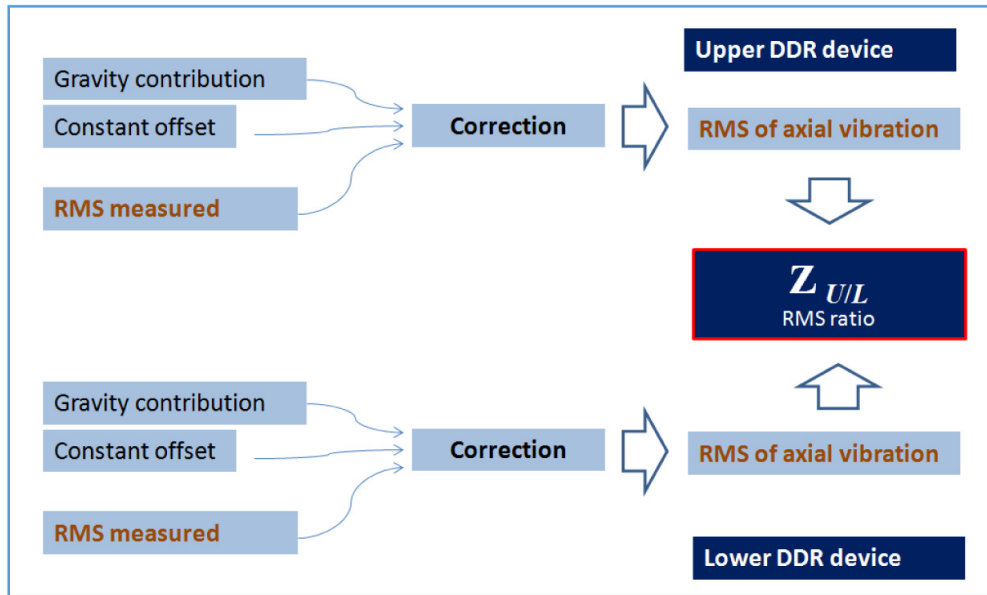 Upper DDR device
Gravity contribution
Constant offset
Correction
RMS of axial vibration
RMS measured
Z U/L
RMS ratio
Gravity contribution
Constant offset
Correction
RMS of axial vibration
RMS measured
Lower DDR device